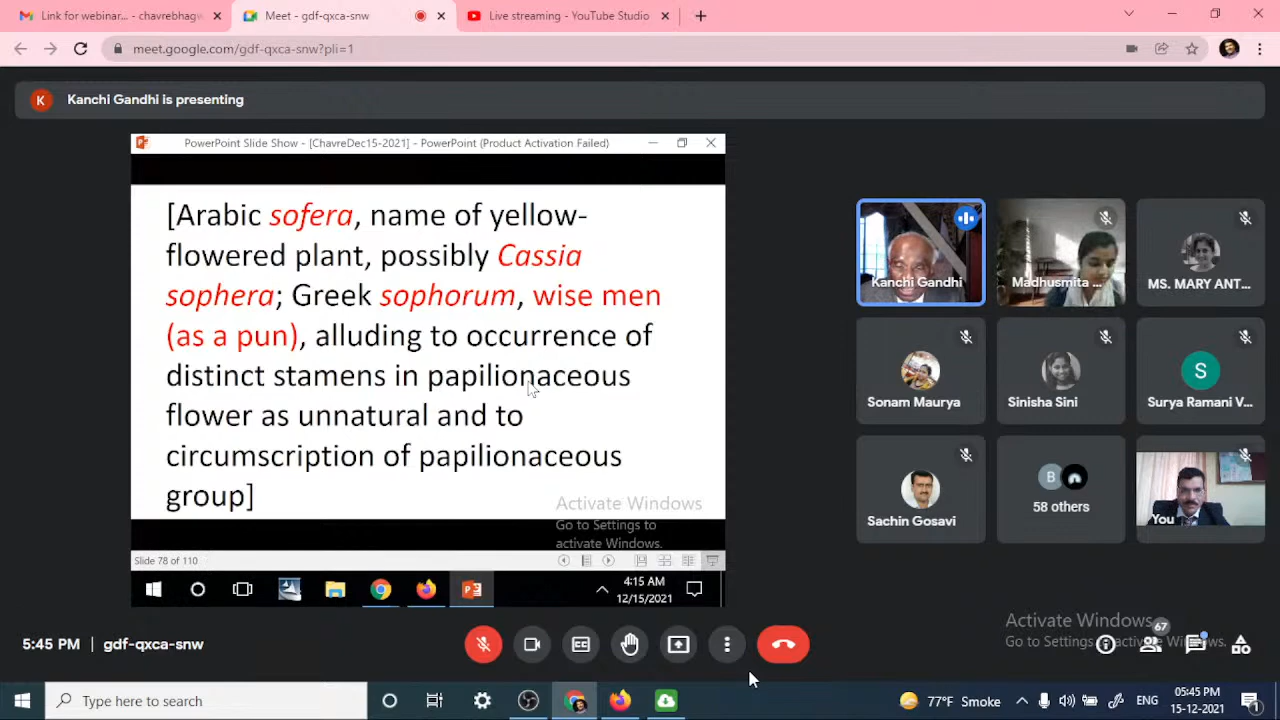 Link for webinar... - chavrebhagw
Meet - gdf-qxca-snw
Live streaming - YouTube Studio
meet.google.com/gdf-qxca-snw?pli=1
K
Kanchi Gandhi is presenting
PowerPoint Slide Show - [ChavreDec15-2021] - PowerPoint (Product Activation Failed)
[Arabic sofera, name of yellow-
flowered plant, possibly Cassia
sophera; Greek sophorum, wise men
(as a pun), alluding to occurrence of
distinct stamens in papilionaceous
flower as unnatural and to
circumscription of papilionaceous
group]
Activate Windows
Go to Settings to
activate Windows.
Slide 78 of 110
4:15 AM
12/15/2021
Kanchi Gandhi
Madhusmita ...
MS. MARY ANT...
Sonam Maurya
Sinisha Sini
S
Surya Ramani V...
Sachin Gosavi
B
58 others
You
Activate Windows
Go to Settings to activate Windows.
5:45 PM | gdf-qxca-snw
67
Type here to search
77°F Smoke
ENG
05:45 PM
15-12-2021
1